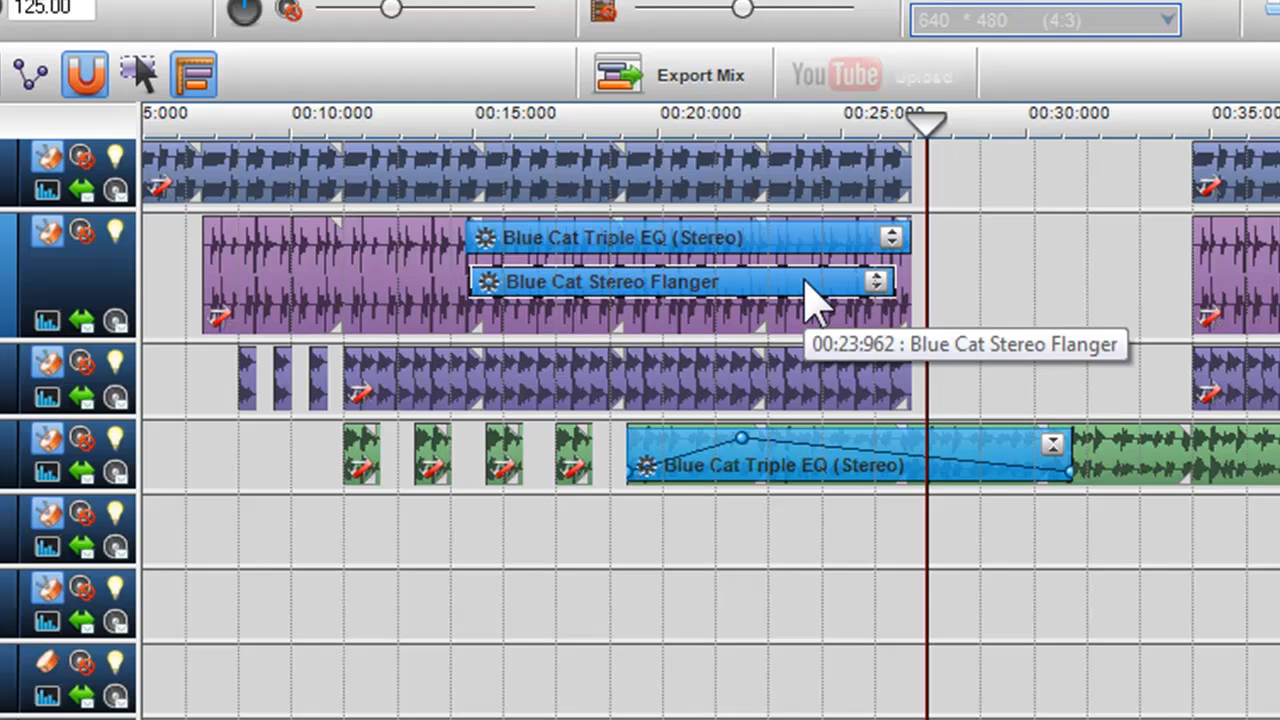 125.00
640 * 480 (4:3)
Export Mix
YouTube upload
5:000 00:10:000 00:15:000 00:20:000 00:25:000 00:30:000 00:35:00
Blue Cat Triple EQ (Stereo)
Blue Cat Stereo Flanger
00:23:962 : Blue Cat Stereo Flanger
Blue Cat Triple EQ (Stereo)